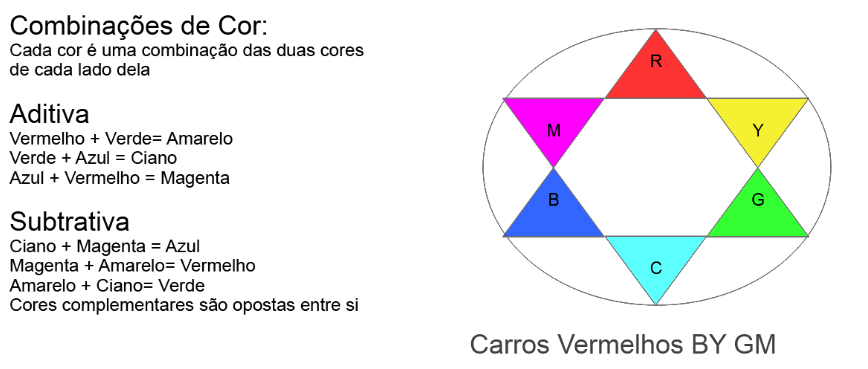 Combinações de Cor:
Cada cor é uma combinação das duas cores
de cada lado dela
Aditiva
Vermelho + Verde= Amarelo
Verde + Azul = Ciano
Azul + Vermelho = Magenta
Subtrativa
Ciano + Magenta = Azul
Magenta + Amarelo= Vermelho
Amarelo + Ciano= Verde
Cores complementares são opostas entre si
R
M
Y
B
G
C
Carros Vermelhos BY GM